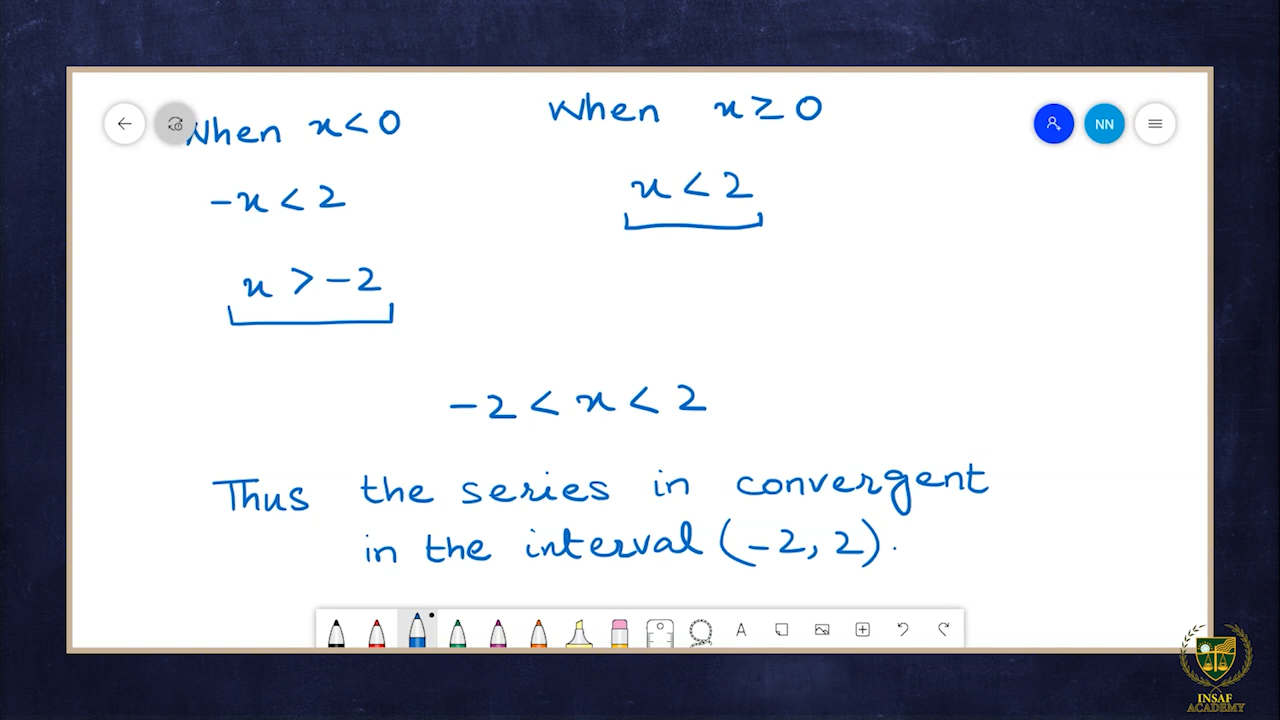 When x < 0
When x ≥ 0
NN
-x < 2
x < 2
x > -2
-2 < x < 2
Thus the series in convergent
in the interval (-2, 2).
A
INSAF
ACADEMY